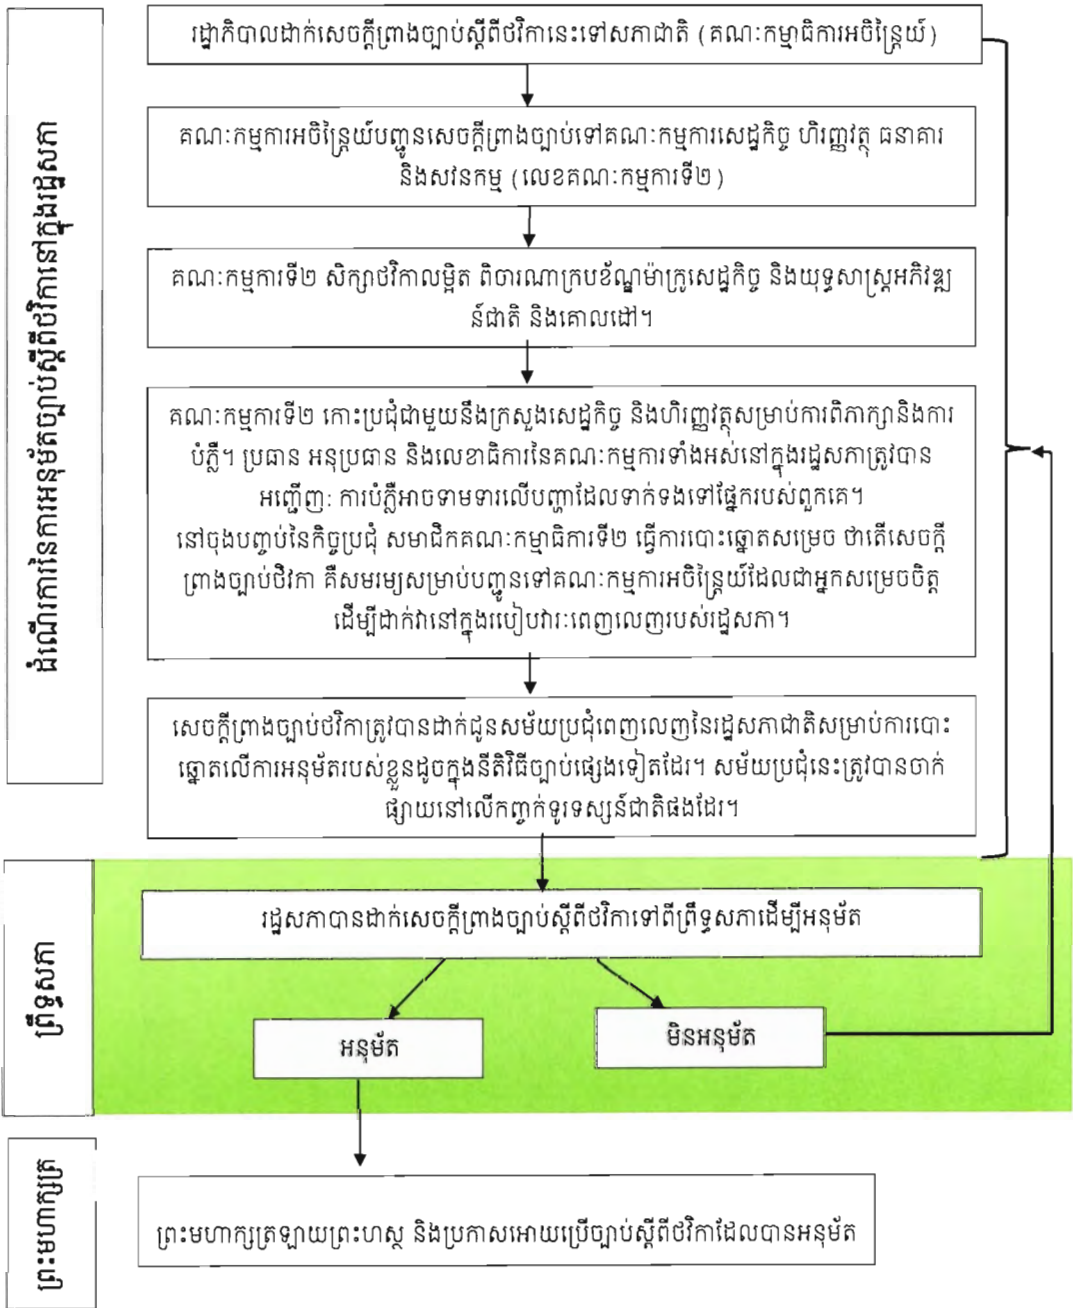 ដំណើរការនៃការអនុម័តច្បាប់ស្តីពីថវិកានៅក្នុងរដ្ឋសភា
រដ្ឋាភិបាលដាក់សេចក្តីព្រាងច្បាប់ស្តីពីថវិកានេះទៅសភាជាតិ (គណៈកម្មាធិការអចិន្ត្រៃយ៍)
គណៈកម្មការអចិន្ត្រៃយ៍បញ្ជូនសេចក្តីព្រាងច្បាប់ទៅគណៈកម្មការសេដ្ឋកិច្ច ហិរញ្ញវត្ថុ ធនាគារ
និងសវនកម្ម (លេខគណៈកម្មការទី២)
គណៈកម្មការទី២ សិក្សាថវិកាលម្អិត ពិចារណាក្របខ័ណ្ឌម៉ាក្រូសេដ្ឋកិច្ច និងយុទ្ធសាស្ត្រអភិវឌ្ឍ
ន៍ជាតិ និងគោលដៅ។
គណៈកម្មការទី២ កោះប្រជុំជាមួយនឹងក្រសួងសេដ្ឋកិច្ច និងហិរញ្ញវត្ថុសម្រាប់ការពិភាក្សានិងការ
បំភ្លឺ។ ប្រធាន អនុប្រធាន និងលេខាធិការនៃគណៈកម្មការទាំងអស់នៅក្នុងរដ្ឋសភាត្រូវបាន
អញ្ជើញ: ការបំភ្លឺអាចទាមទារលើបញ្ហាដែលទាក់ទងទៅផ្នែករបស់ពួកគេ។
នៅចុងបញ្ចប់នៃកិច្ចប្រជុំ សមាជិកគណៈកម្មាធិការទី២ ធ្វើការបោះឆ្នោតសម្រេច ថាតើសេចក្តី
ព្រាងច្បាប់ថិវកា គឺសមរម្យសម្រាប់បញ្ជូនទៅគណៈកម្មការអចិន្ត្រៃយ៍ដែលជាអ្នកសម្រេចចិត្ត
ដើម្បីដាក់វានៅក្នុងរបៀបវារៈពេញលេញរបស់រដ្ឋសភា។
សេចក្តីព្រាងច្បាប់ថវិកាត្រូវបានដាក់ជូនសម័យប្រជុំពេញលេញនៃរដ្ឋសភាជាតិសម្រាប់ការបោះ
ឆ្នោតលើការអនុម័តរបស់ខ្លួនដូចក្នុងនីតិវិធីច្បាប់ផ្សេងទៀតដែរ។ សម័យប្រជុំនេះត្រូវបានចាក់
ផ្សាយនៅលើកញ្ចក់ទូរទស្សន៍ជាតិផងដែរ។
ព្រឹទ្ធសភា
រដ្ឋសភាបានដាក់សេចក្តីព្រាងច្បាប់ស្តីពីថវិកាទៅពីព្រឹទ្ធសភាដើម្បីអនុម័ត
អនុម័ត
មិនអនុម័ត
ព្រះមហាក្សត្រ
ព្រះមហាក្សត្រឡាយព្រះហស្ថ និងប្រកាសអោយប្រើច្បាប់ស្តីពីថវិកាដែលបានអនុម័ត